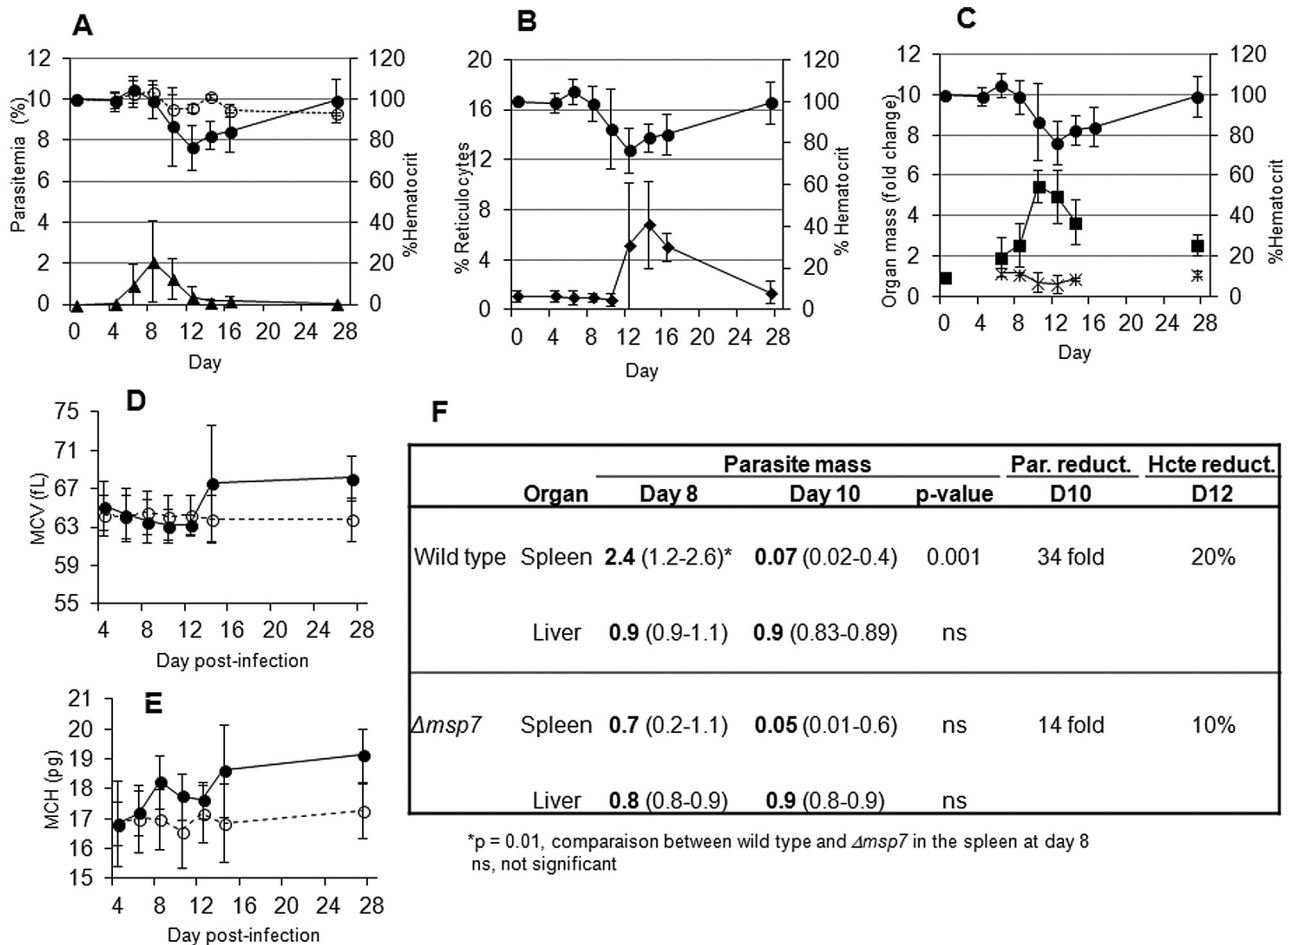 A
B
C
12
10
8
6
4
2
0
Parasitemia (%)
120
100
80
60
40
20
0
%Hematocrit
0 4 8 12 16 20 24 28
Day
20
16
12
8
4
0
% Reticulocytes
120
100
80
60
40
20
0
% Hematocrit
0 4 8 12 16 20 24 28
Day
12
10
8
6
4
2
0
Organ mass (fold change)
120
100
80
60
40
20
0
%Hematocrit
0 4 8 12 16 20 24 28
Day
D
75
71
67
63
59
55
MCV (fL)
4 8 12 16 20 24 28
Day post-infection
E
21
20
19
18
17
16
15
MCH (pg)
4 8 12 16 20 24 28
Day post-infection
F
Parasite mass Par. reduct. Hcte reduct.
Organ Day 8 Day 10 p-value D10 D12
Wild type Spleen 2.4 (1.2-2.6)* 0.07 (0.02-0.4) 0.001 34 fold 20%
Liver 0.9 (0.9-1.1) 0.9 (0.83-0.89) ns
Δmsp7 Spleen 0.7 (0.2-1.1) 0.05 (0.01-0.6) ns 14 fold 10%
Liver 0.8 (0.8-0.9) 0.9 (0.8-0.9) ns
*p = 0.01, comparaison between wild type and Δmsp7 in the spleen at day 8
ns, not significant